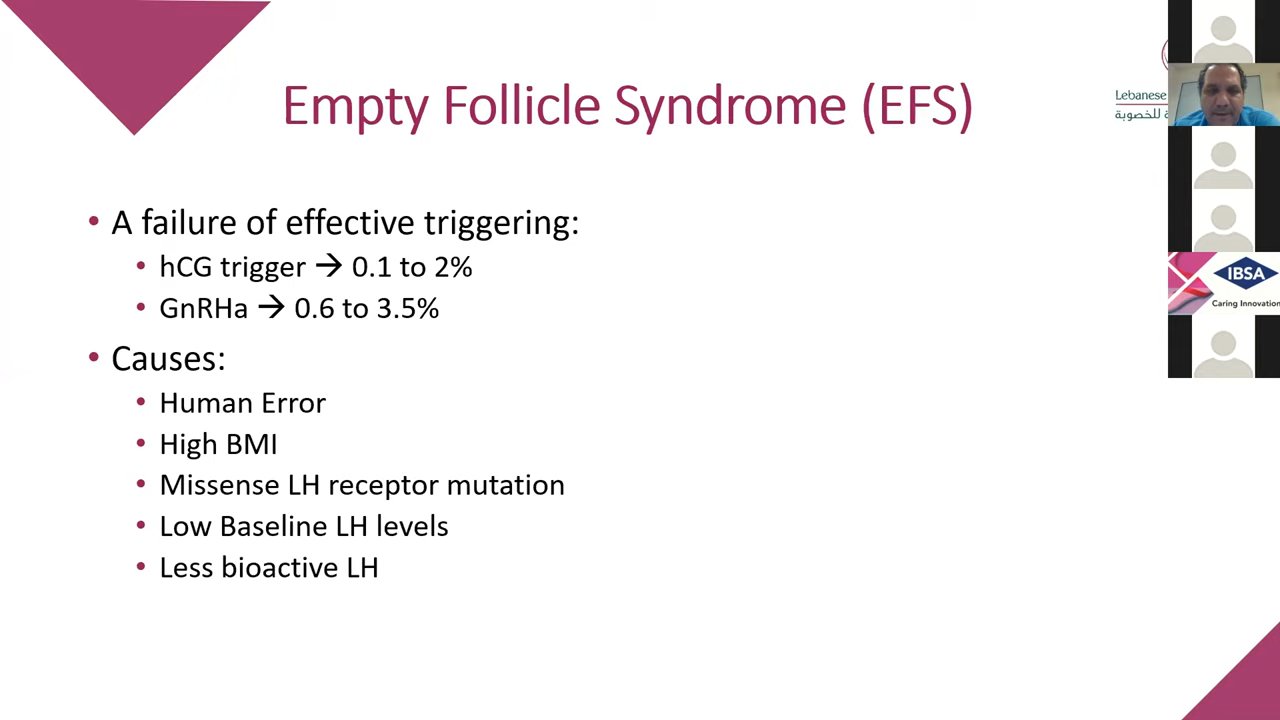 Empty Follicle Syndrome (EFS)
Lebanese
للخصوبة
• A failure of effective triggering:
• hCG trigger → 0.1 to 2%
• GnRHa → 0.6 to 3.5%
• Causes:
• Human Error
• High BMI
• Missense LH receptor mutation
• Low Baseline LH levels
• Less bioactive LH
IBSA
Caring Innovation